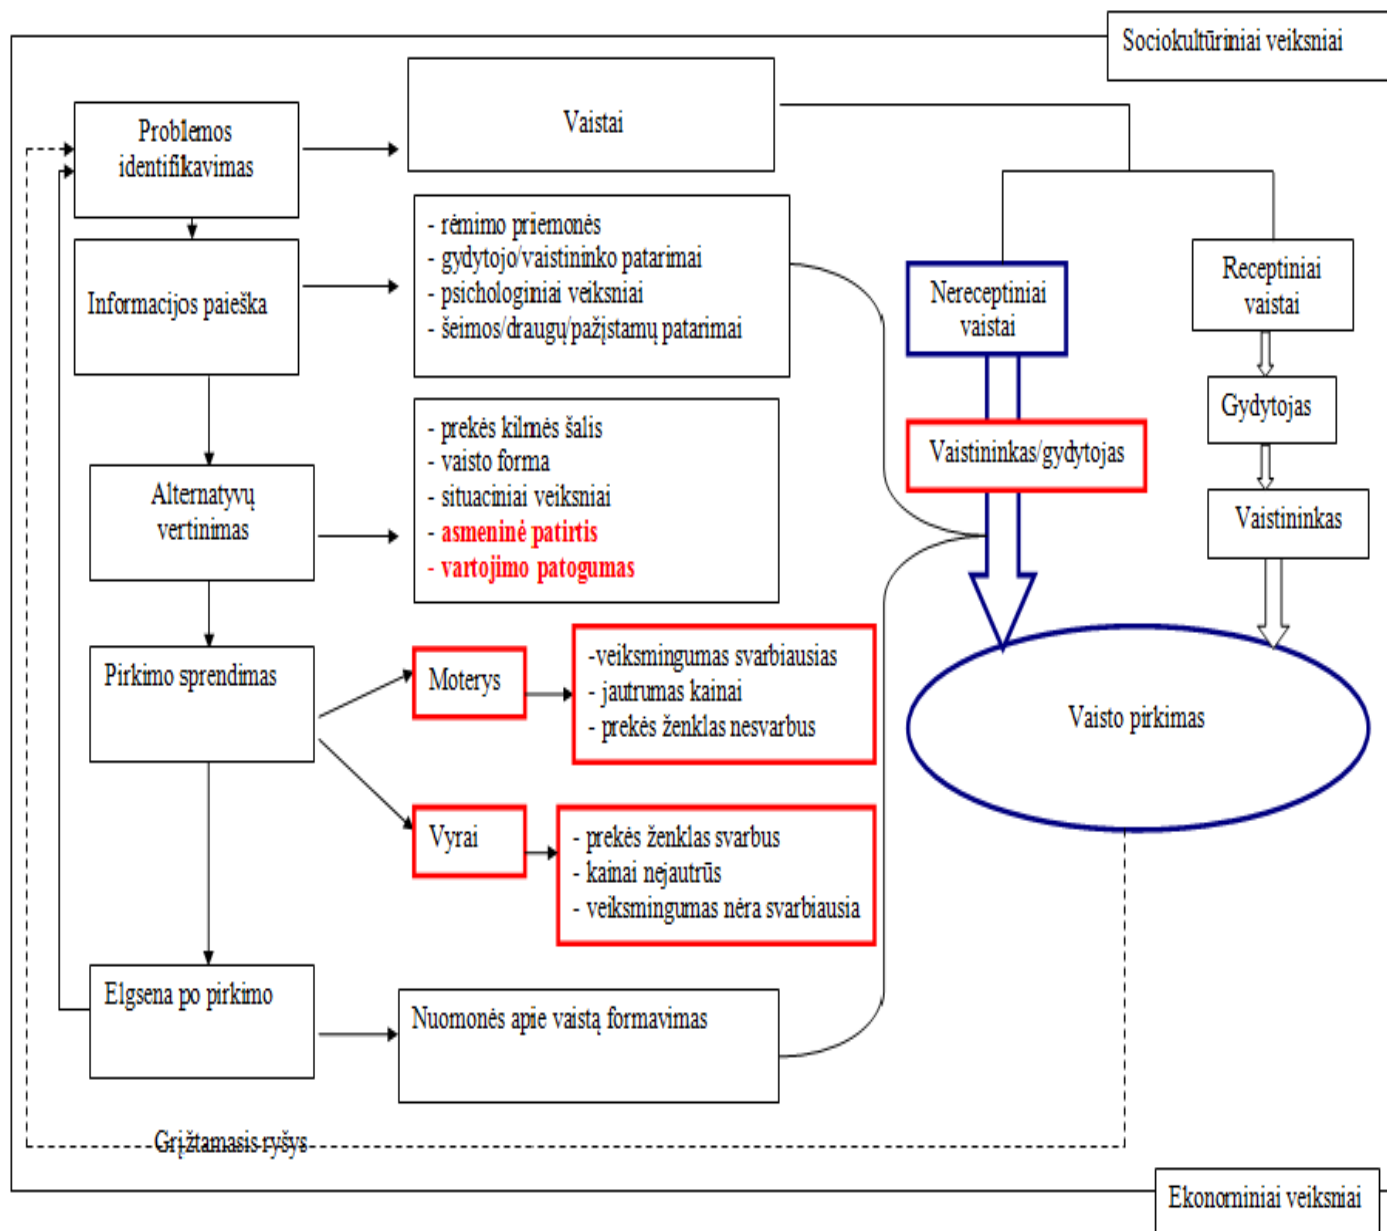 Sociokultūriniai veiksniai
Problemos
identifikavimas
Vaistai
Informacijos paieška
- rėmimo priemonės
- gydytojo/vaistininko patarimai
- psichologiniai veiksniai
- šeimos/draugų/pažįstamų patarimai
Nereceptiniai
vaistai
Receptiniai
vaistai
Gydytojas
Vaistininkas/gydytojas
Vaistininkas
Alternatyvų
vertinimas
- prekės kilmės šalis
- vaisto forma
- situaciniai veiksniai
- asmeninė patirtis
- vartojimo patogumas
Pirkimo sprendimas
Moterys
-veiksmingumas svarbiausias
- jautrumas kainai
- prekės ženklas nesvarbus
Vaisto pirkimas
Vyrai
- prekės ženklas svarbus
- kainai nejautrūs
- veiksmingumas nėra svarbiausia
Elgsena po pirkimo
Nuomonės apie vaistą formavimas
Grįžtamasis ryšys
Ekonominiai veiksniai